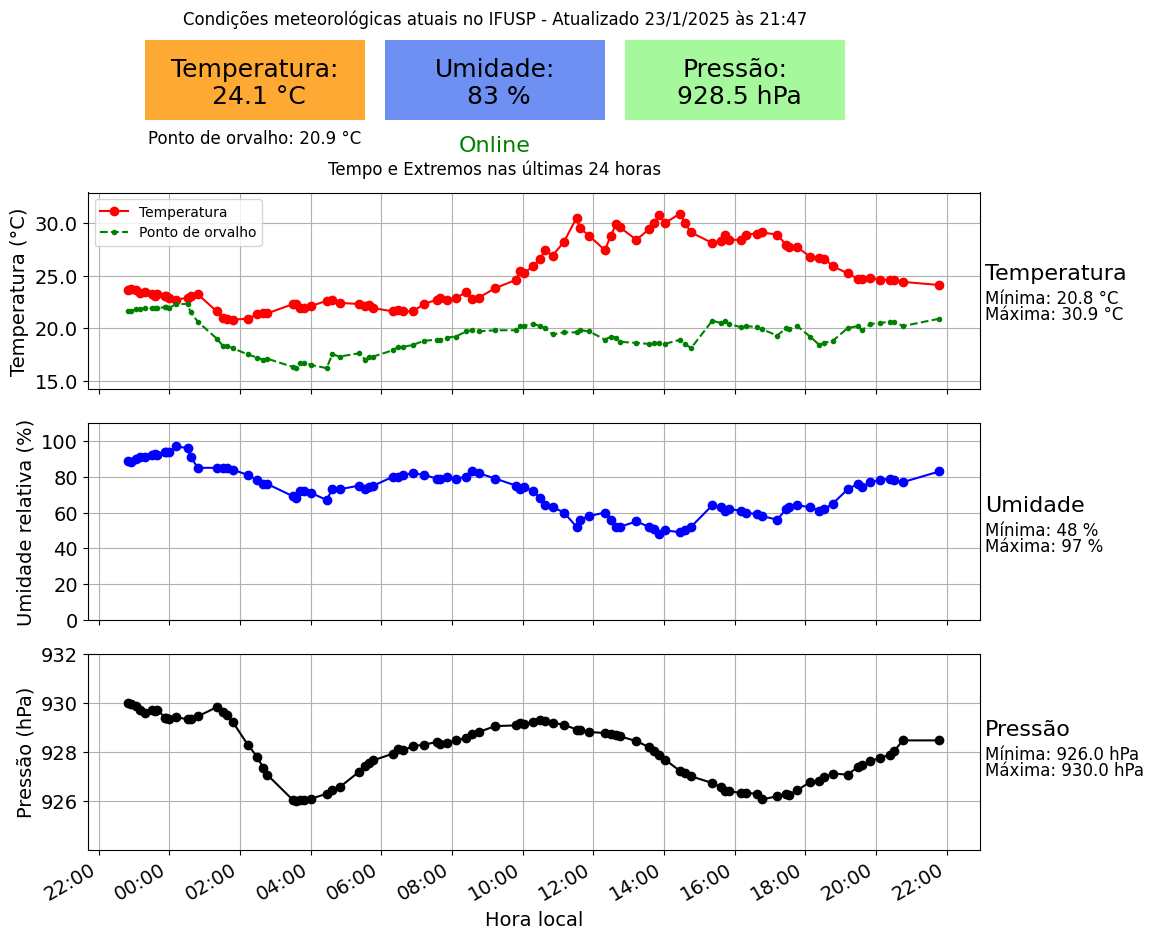 Condições meteorológicas atuais no IFUSP - Atualizado 23/1/2025 às 21:47
Temperatura:
24.1 °C
Umidade:
83 %
Pressão:
928.5 hPa
Ponto de orvalho: 20.9 °C
Online
Tempo e Extremos nas últimas 24 horas
Temperatura (°C)
30.0
25.0
20.0
15.0
Temperatura
Ponto de orvalho
Temperatura
Mínima: 20.8 °C
Máxima: 30.9 °C
Umidade relativa (%)
100
80
60
40
20
0
Umidade
Mínima: 48 %
Máxima: 97 %
Pressão (hPa)
932
930
928
926
Pressão
Mínima: 926.0 hPa
Máxima: 930.0 hPa
22:00 00:00 02:00 04:00 06:00 08:00 10:00 12:00 14:00 16:00 18:00 20:00 22:00
Hora local